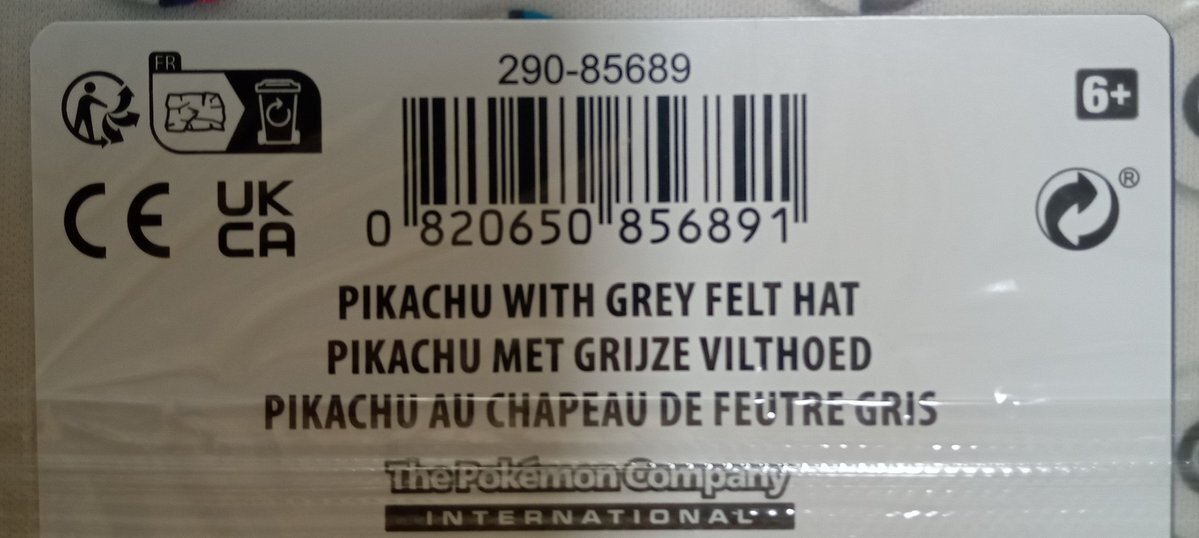 FR
290-85689
6+
CE
UK
CA
0 820650 856891
®
PIKACHU WITH GREY FELT HAT
PIKACHU MET GRIJZE VILTHOED
PIKACHU AU CHAPEAU DE FEUTRE GRIS
The Pokémon Company
INTERNATIONAL